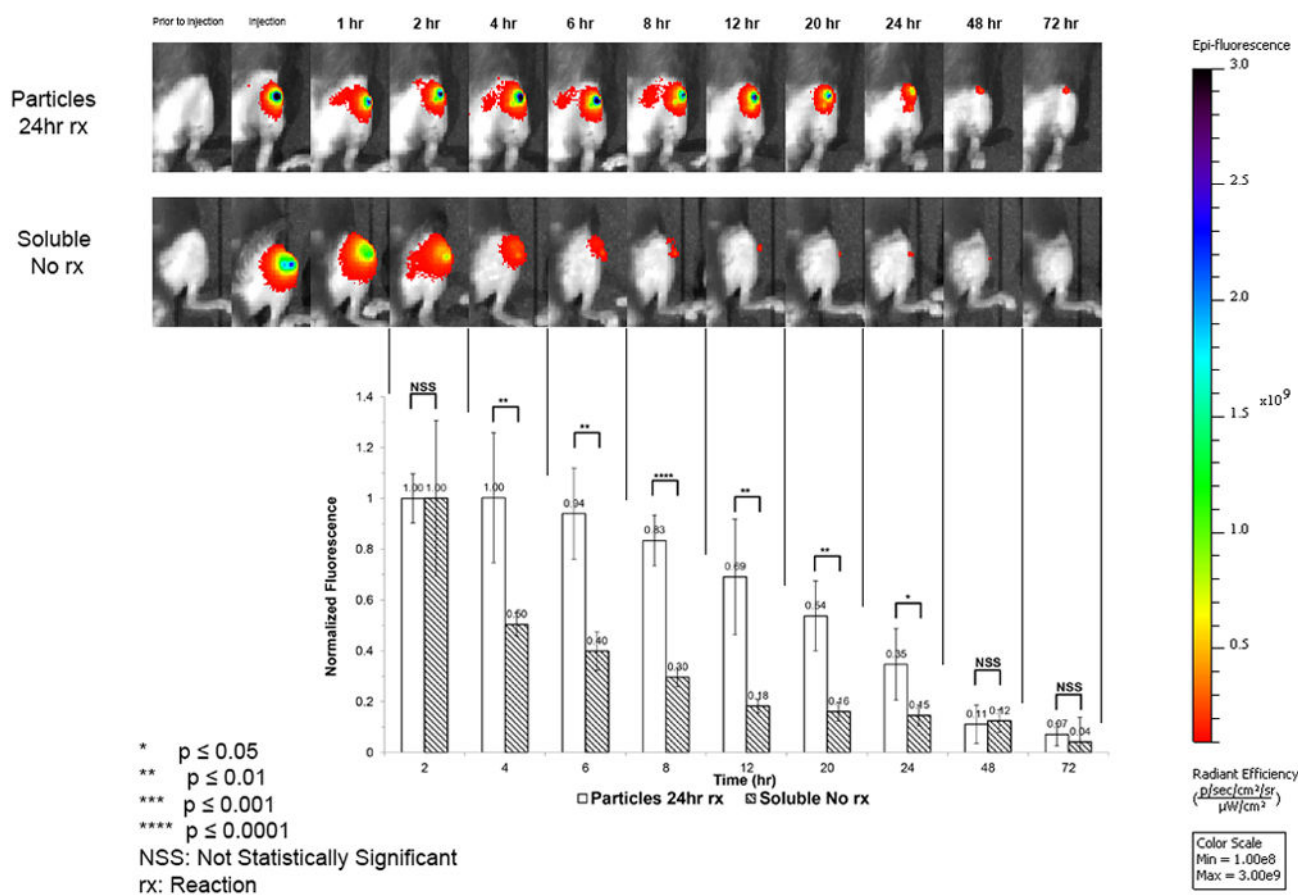 Prior to Injection Injection 1 hr 2 hr 4 hr 6 hr 8 hr 12 hr 20 hr 24 hr 48 hr 72 hr
Particles
24hr rx
Soluble
No rx
Epi-fluorescence
3.0
2.5
2.0
1.5
x10⁹
1.0
0.5
Radiant Efficiency
(p/sec/cm²/sr
µW/cm²)
Color Scale
Min = 1.00e8
Max = 3.00e9
Normalized Fluorescence
1.4
1.2
1
0.8
0.6
0.4
0.2
0
NSS ** ** **** ** ** * NSS NSS
1.00 1.00
1.00 0.50
0.94 0.40
0.83 0.30
0.69 0.18
0.54 0.16
0.35 0.15
0.11 0.12
0.07 0.04
2 4 6 8 12 20 24 48 72
Time (hr)
Particles 24hr rx Soluble No rx
* p ≤ 0.05
** p ≤ 0.01
*** p ≤ 0.001
**** p ≤ 0.0001
NSS: Not Statistically Significant
rx: Reaction